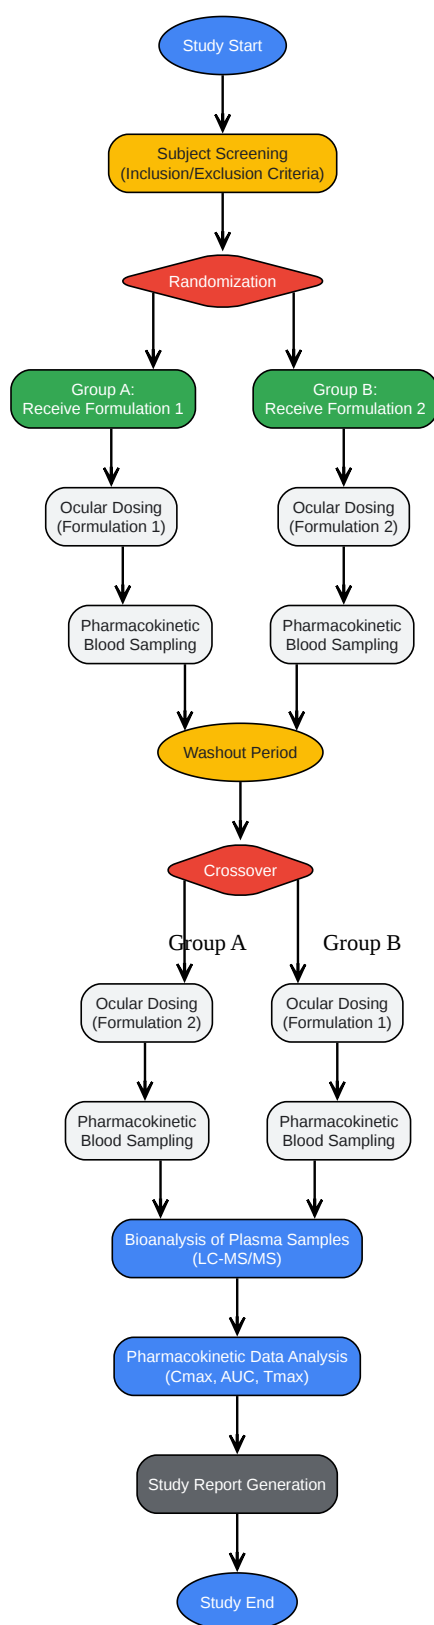 Study Start
Subject Screening
(Inclusion/Exclusion Criteria)
Randomization
Group A:
Receive Formulation 1
Group B:
Receive Formulation 2
Ocular Dosing
(Formulation 1)
Ocular Dosing
(Formulation 2)
Pharmacokinetic
Blood Sampling
Pharmacokinetic
Blood Sampling
Washout Period
Crossover
Group A
Group B
Ocular Dosing
(Formulation 2)
Ocular Dosing
(Formulation 1)
Pharmacokinetic
Blood Sampling
Pharmacokinetic
Blood Sampling
Bioanalysis of Plasma Samples
(LC-MS/MS)
Pharmacokinetic Data Analysis
(Cmax, AUC, Tmax)
Study Report Generation
Study End